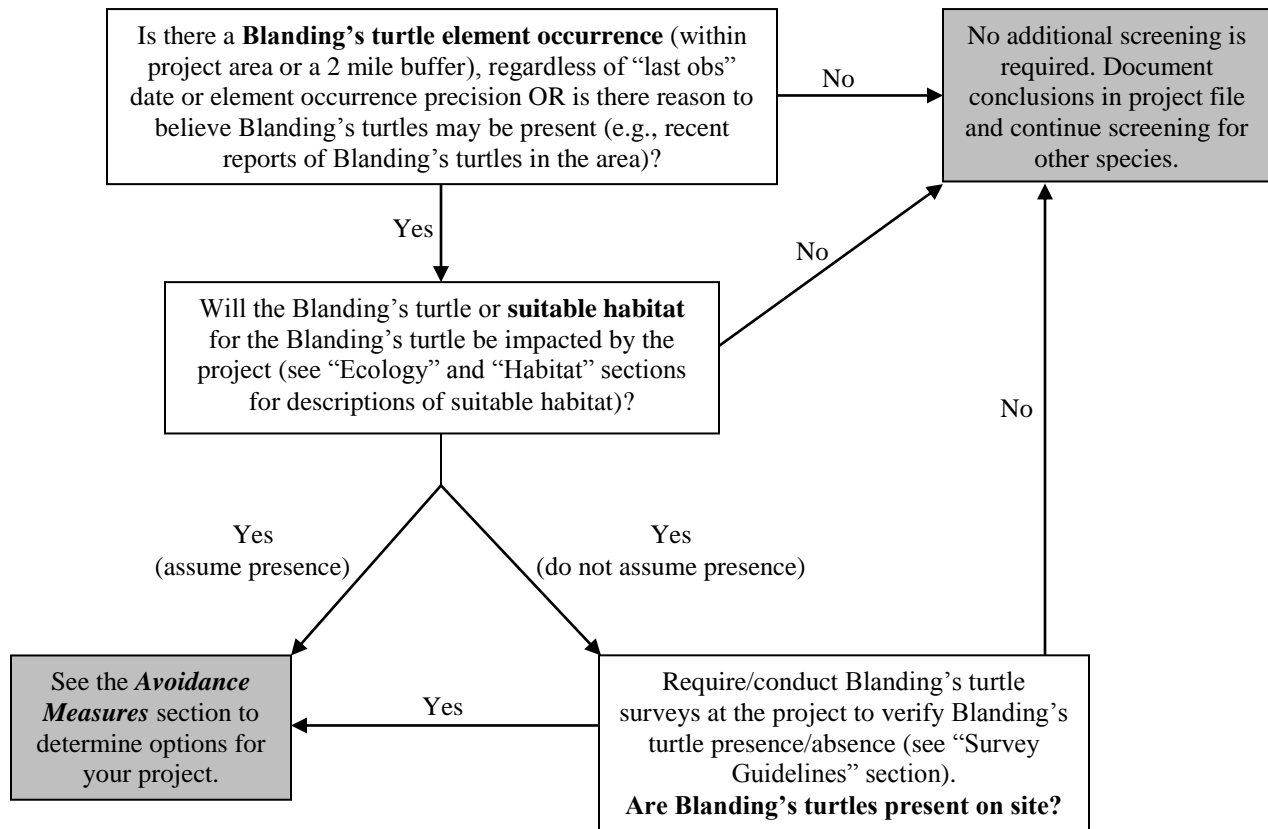 Is there a Blanding’s turtle element occurrence (within
project area or a 2 mile buffer), regardless of “last obs”
date or element occurrence precision OR is there reason to
believe Blanding’s turtles may be present (e.g., recent
reports of Blanding’s turtles in the area)?
No
No additional screening is
required. Document
conclusions in project file
and continue screening for
other species.
Yes
No
Will the Blanding’s turtle or suitable habitat
for the Blanding’s turtle be impacted by the
project (see “Ecology” and “Habitat” sections
for descriptions of suitable habitat)?
No
Yes
(assume presence)
Yes
(do not assume presence)
See the Avoidance
Measures section to
determine options for
your project.
Yes
Require/conduct Blanding’s turtle
surveys at the project to verify Blanding’s
turtle presence/absence (see “Survey
Guidelines” section).
Are Blanding’s turtles present on site?